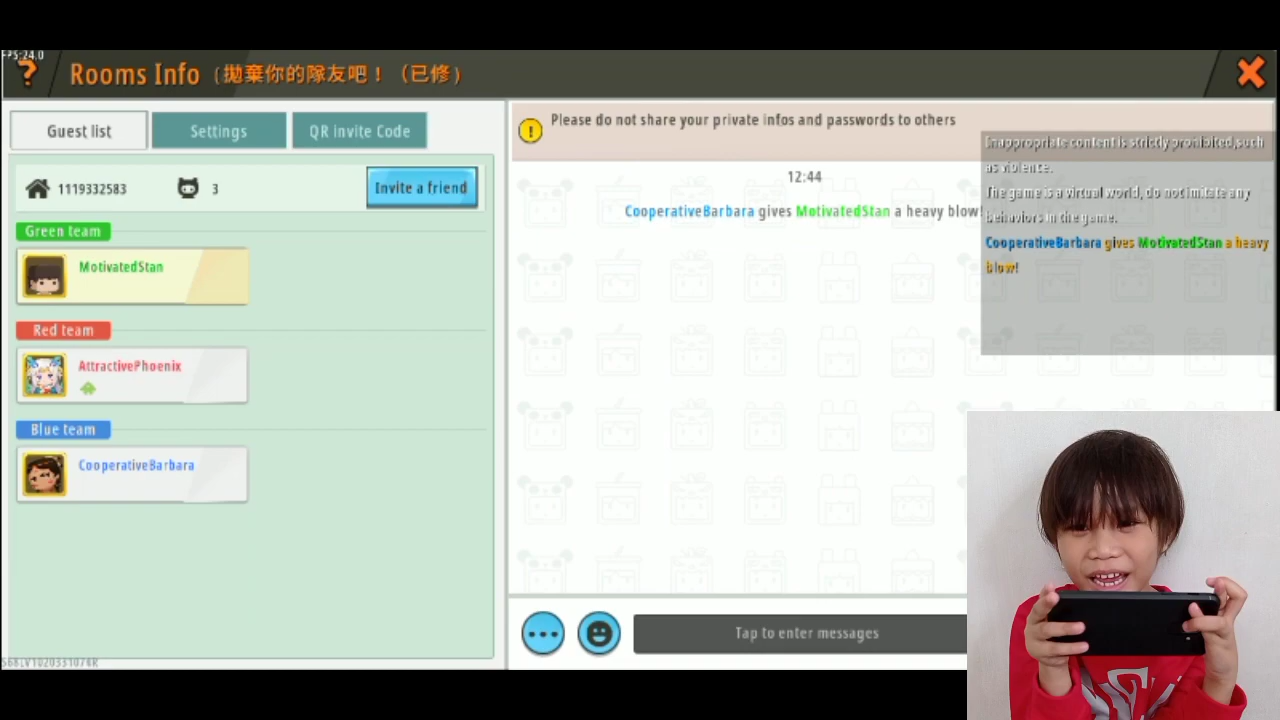 FPS:24.0
Rooms Info (拋棄你的隊友吧！（已修）
Guest list
Settings
QR invite Code
1119332583
3
Invite a friend
Green team
MotivatedStan
Red team
AttractivePhoenix
Blue team
CooperativeBarbara
Please do not share your private infos and passwords to others
12:44
CooperativeBarbara gives MotivatedStan a heavy blow!
Inappropriate content is strictly prohibited,such
as violence.
The game is a virtual world, do not imitate any
behaviors in the game.
CooperativeBarbara gives MotivatedStan a heavy
blow!
Tap to enter messages